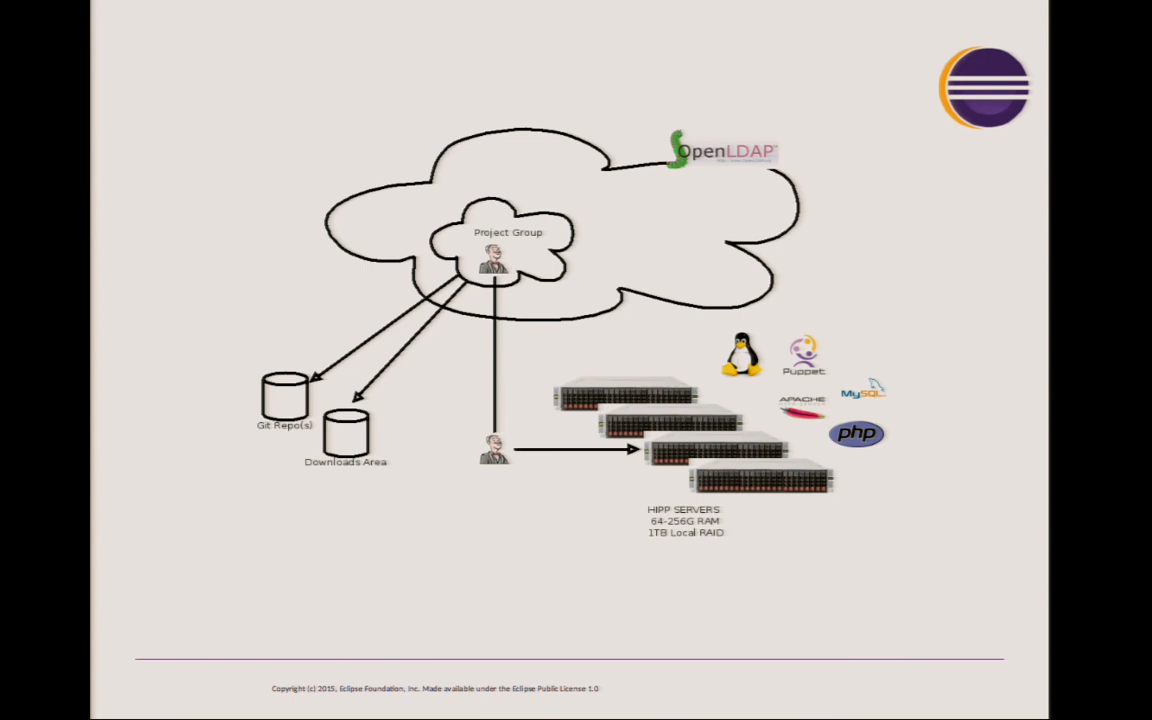 OpenLDAP
Project Group
Puppet
MySQL
APACHE
php
Git Repo(s)
Downloads Area
HIPP SERVERS
64-256G RAM
1TB Local RAID
Copyright (c) 2015, Eclipse Foundation, Inc. Made available under the Eclipse Public License 1.0